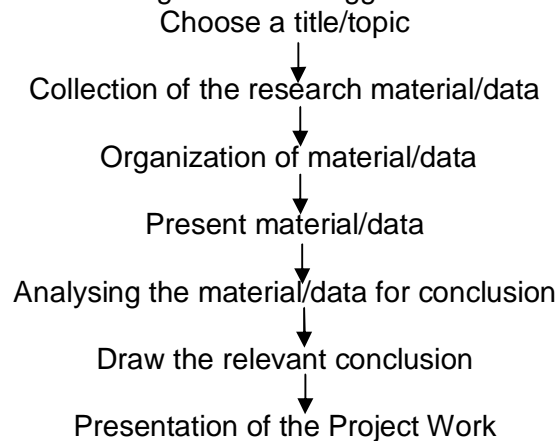 Choose a title/topic
Collection of the research material/data
Organization of material/data
Present material/data
Analysing the material/data for conclusion
Draw the relevant conclusion
Presentation of the Project Work